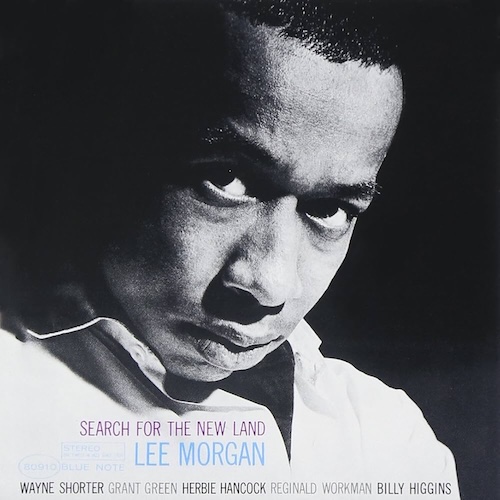 SEARCH FOR THE NEW LAND
STEREO
LEE MORGAN
80910 BLUE NOTE
WAYNE SHORTER GRANT GREEN HERBIE HANCOCK REGINALD WORKMAN BILLY HIGGINS